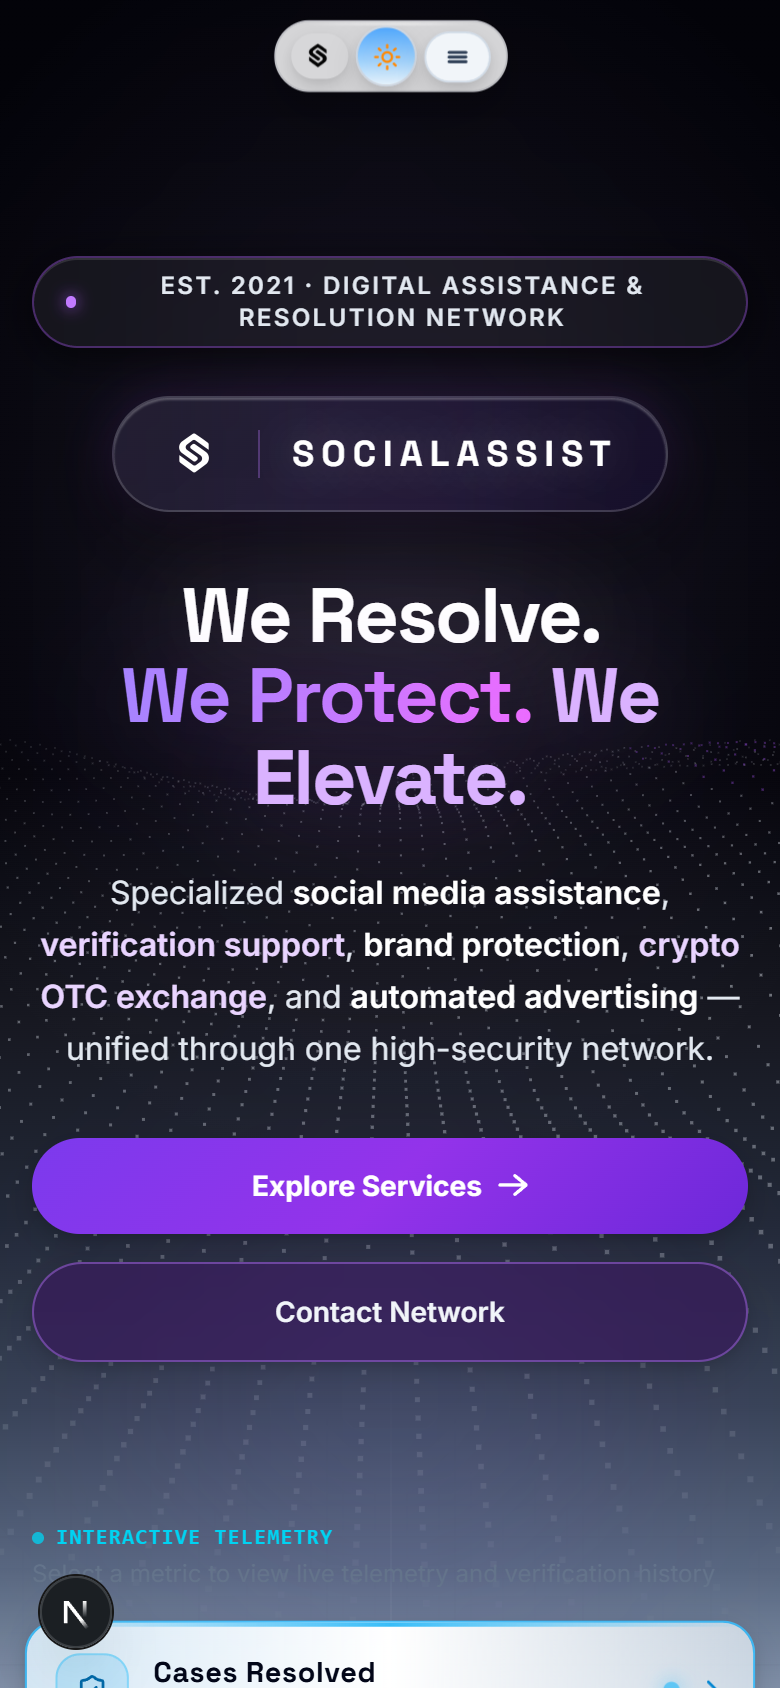 EST. 2021 · DIGITAL ASSISTANCE &
RESOLUTION NETWORK
SOCIALASSIST
We Resolve.
We Protect. We
Elevate.
Specialized social media assistance,
verification support, brand protection, crypto
OTC exchange, and automated advertising —
unified through one high-security network.
Explore Services →
Contact Network
INTERACTIVE TELEMETRY
Select a metric to view live telemetry and verification history
N
Cases Resolved